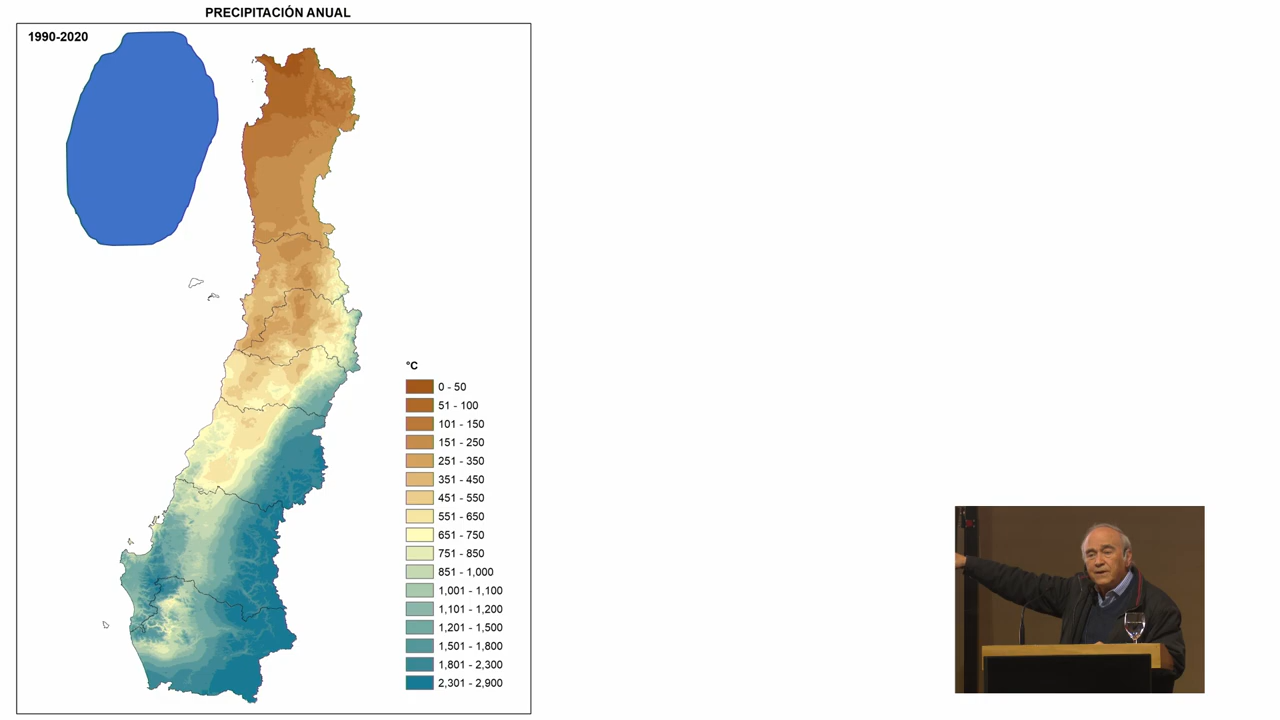 PRECIPITACIÓN ANUAL
1990-2020
°C
0 - 50
51 - 100
101 - 150
151 - 250
251 - 350
351 - 450
451 - 550
551 - 650
651 - 750
751 - 850
851 - 1,000
1,001 - 1,100
1,101 - 1,200
1,201 - 1,500
1,501 - 1,800
1,801 - 2,300
2,301 - 2,900